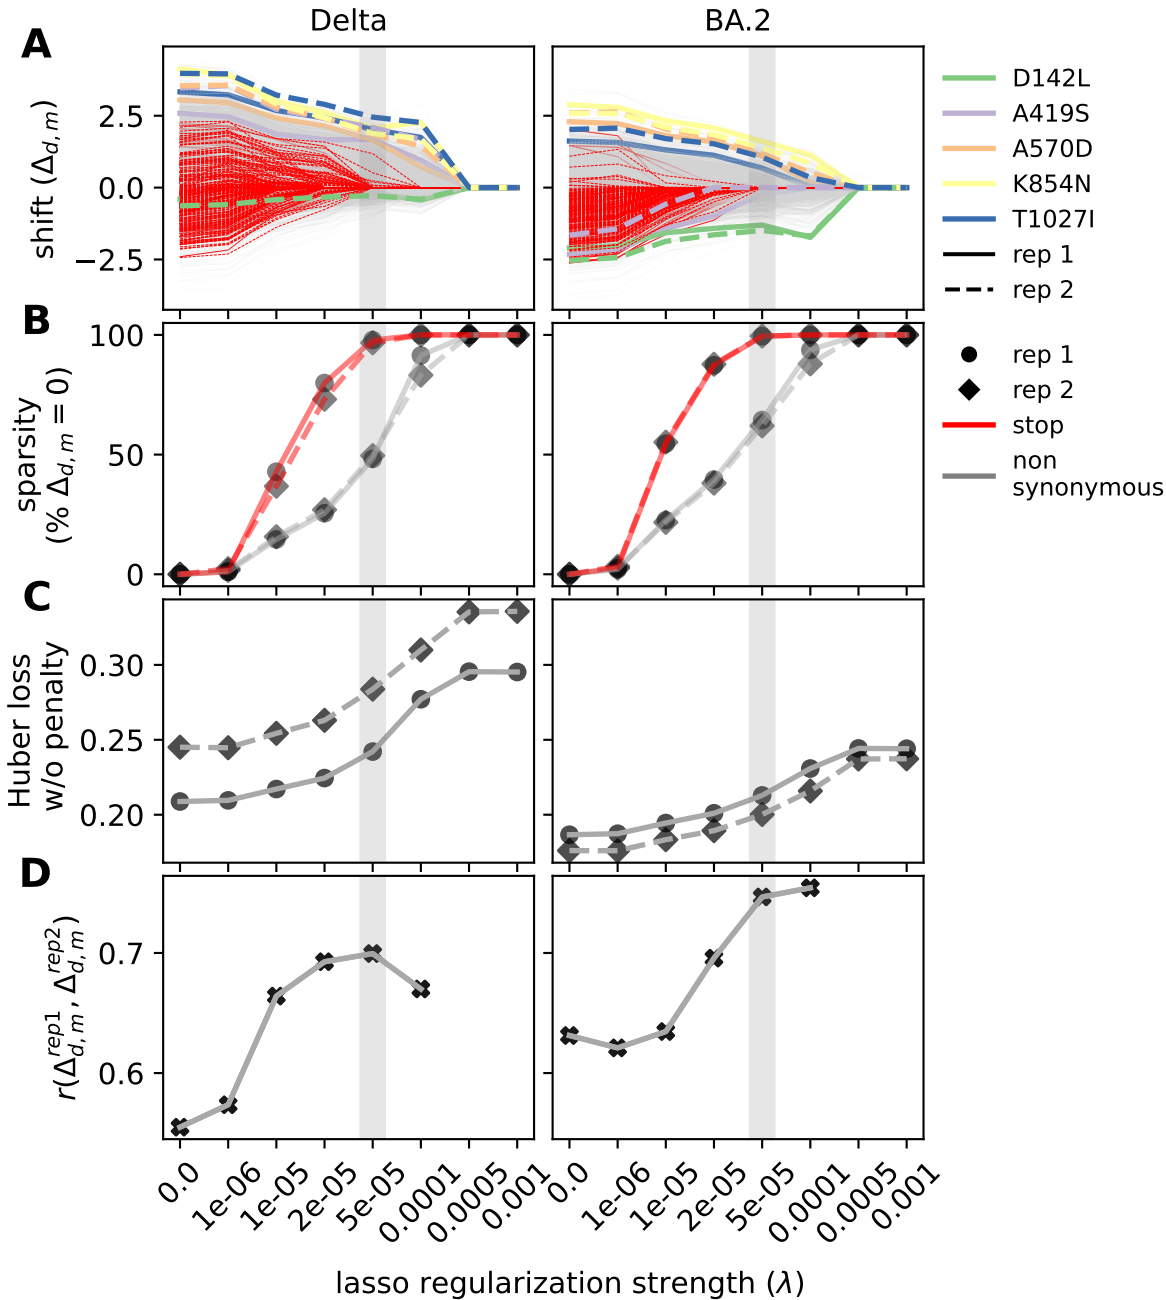 Delta
BA.2
A
shift (Δd,m)
2.5
0.0
−2.5
D142L
A419S
A570D
K854N
T1027I
rep 1
rep 2
B
sparsity
(% Δd,m = 0)
100
50
0
rep 1
rep 2
stop
non
synonymous
C
Huber loss
w/o penalty
0.30
0.25
0.20
D
r(Δd,m^rep1, Δd,m^rep2)
0.7
0.6
0.0
1e-06
1e-05
2e-05
5e-05
0.0001
0.0005
0.001
0.0
1e-06
1e-05
2e-05
5e-05
0.0001
0.0005
0.001
lasso regularization strength (λ)